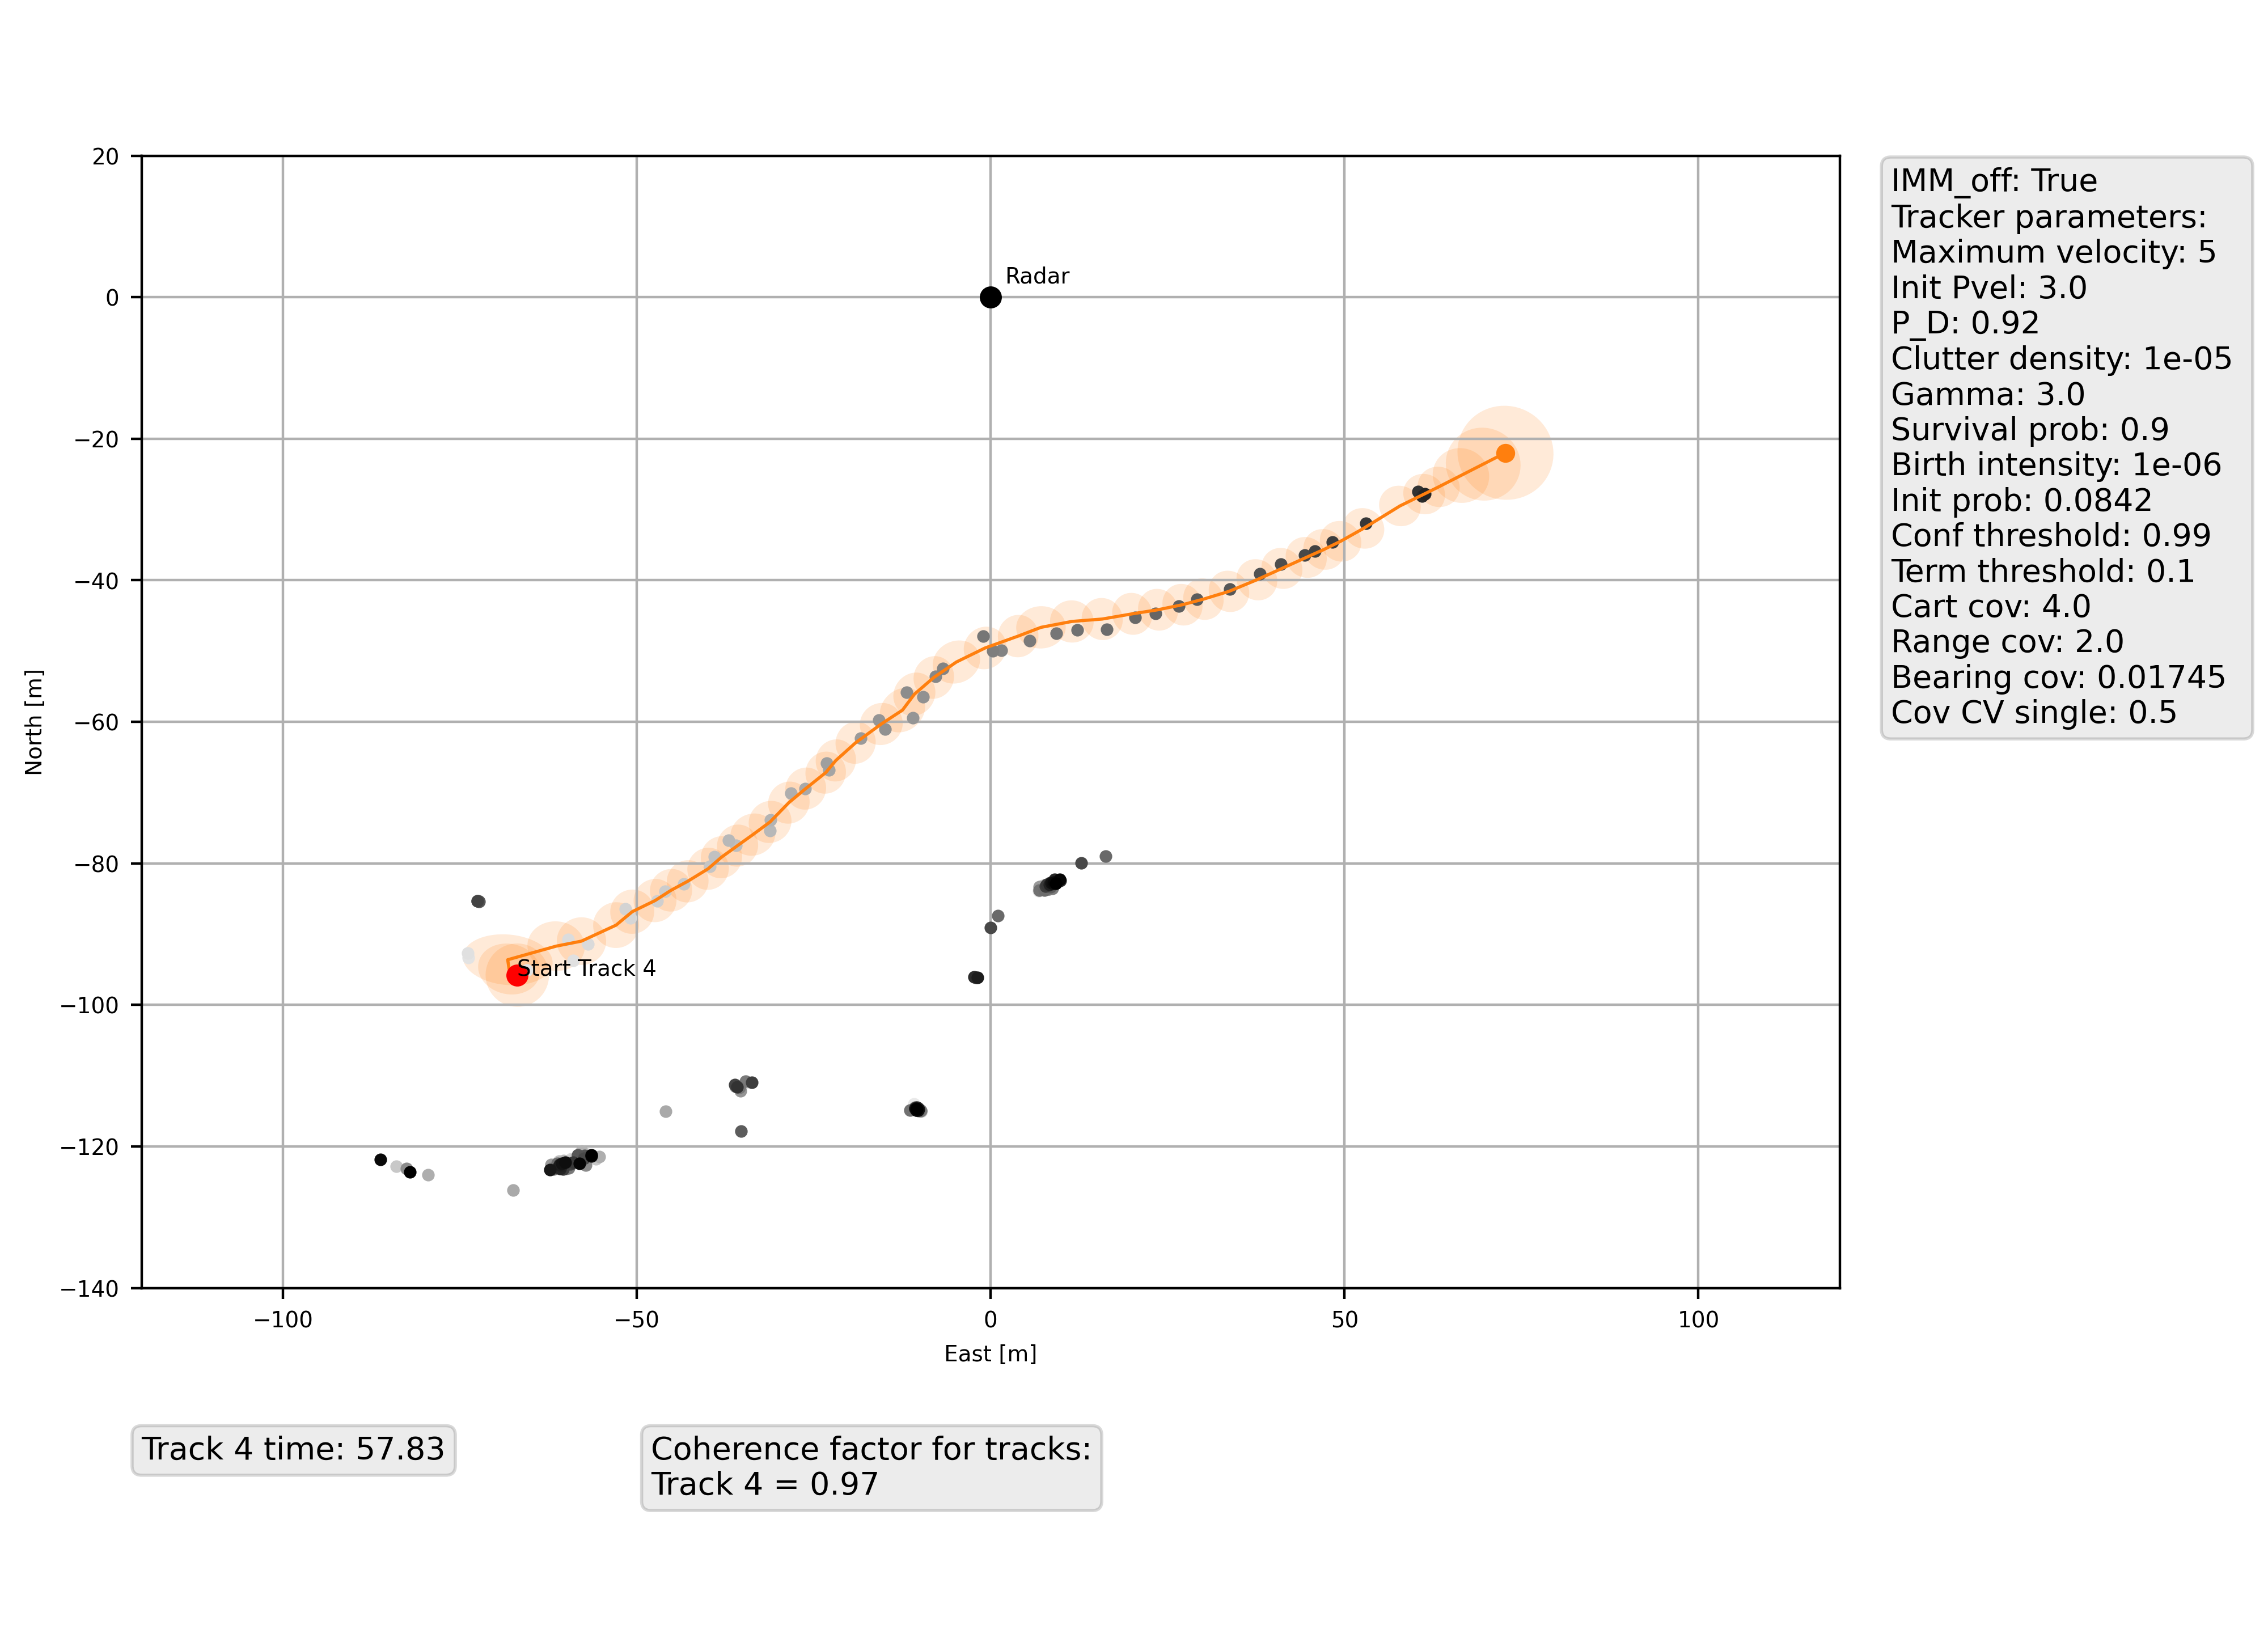 20
0
−20
−40
−60
−80
−100
−120
−140
North [m]
Radar
Start Track 4
−100
−50
0
50
100
East [m]
IMM_off: True
Tracker parameters:
Maximum velocity: 5
Init Pvel: 3.0
P_D: 0.92
Clutter density: 1e-05
Gamma: 3.0
Survival prob: 0.9
Birth intensity: 1e-06
Init prob: 0.0842
Conf threshold: 0.99
Term threshold: 0.1
Cart cov: 4.0
Range cov: 2.0
Bearing cov: 0.01745
Cov CV single: 0.5
Track 4 time: 57.83
Coherence factor for tracks:
Track 4 = 0.97